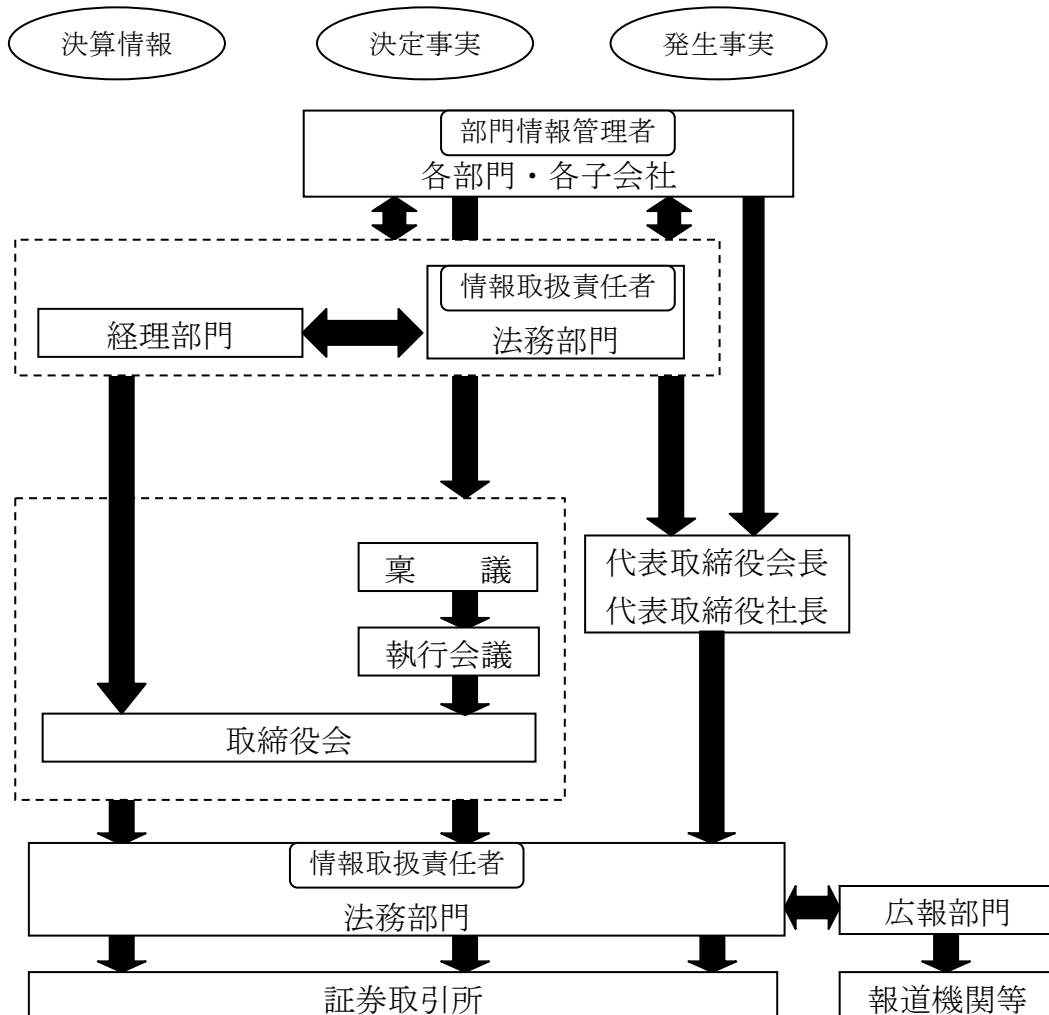 決算情報
決定事実
発生事実
部門情報管理者
各部門・各子会社
情報取扱責任者
経理部門
法務部門
稟　　議
代表取締役会長
代表取締役社長
執行会議
取締役会
情報取扱責任者
法務部門
広報部門
証券取引所
報道機関等